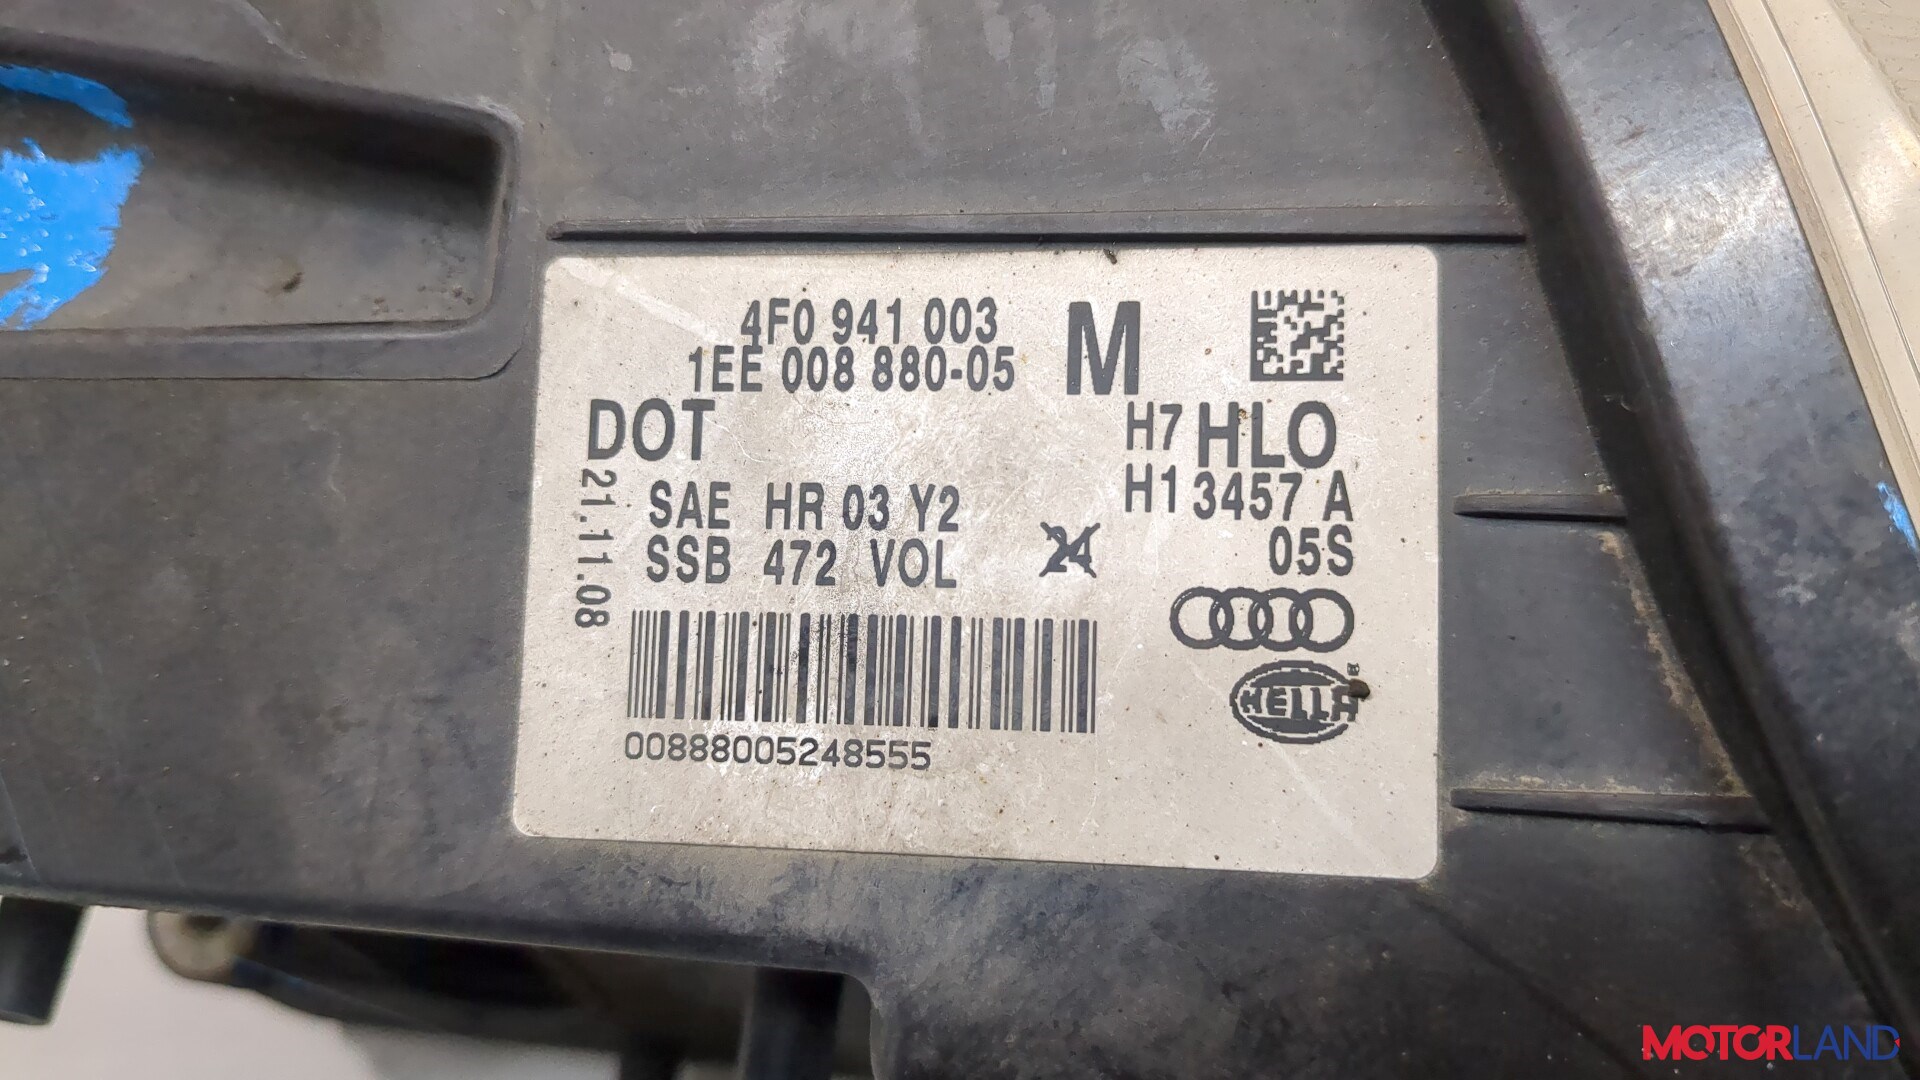 4F0 941 003 M
1EE 008 880-05
DOT
H7 HLO
H1 3457 A
SAE HR 03 Y2
SSB 472 VOL
24
05S
21.11.08
HELLA
00888005248555
MOTORLAND